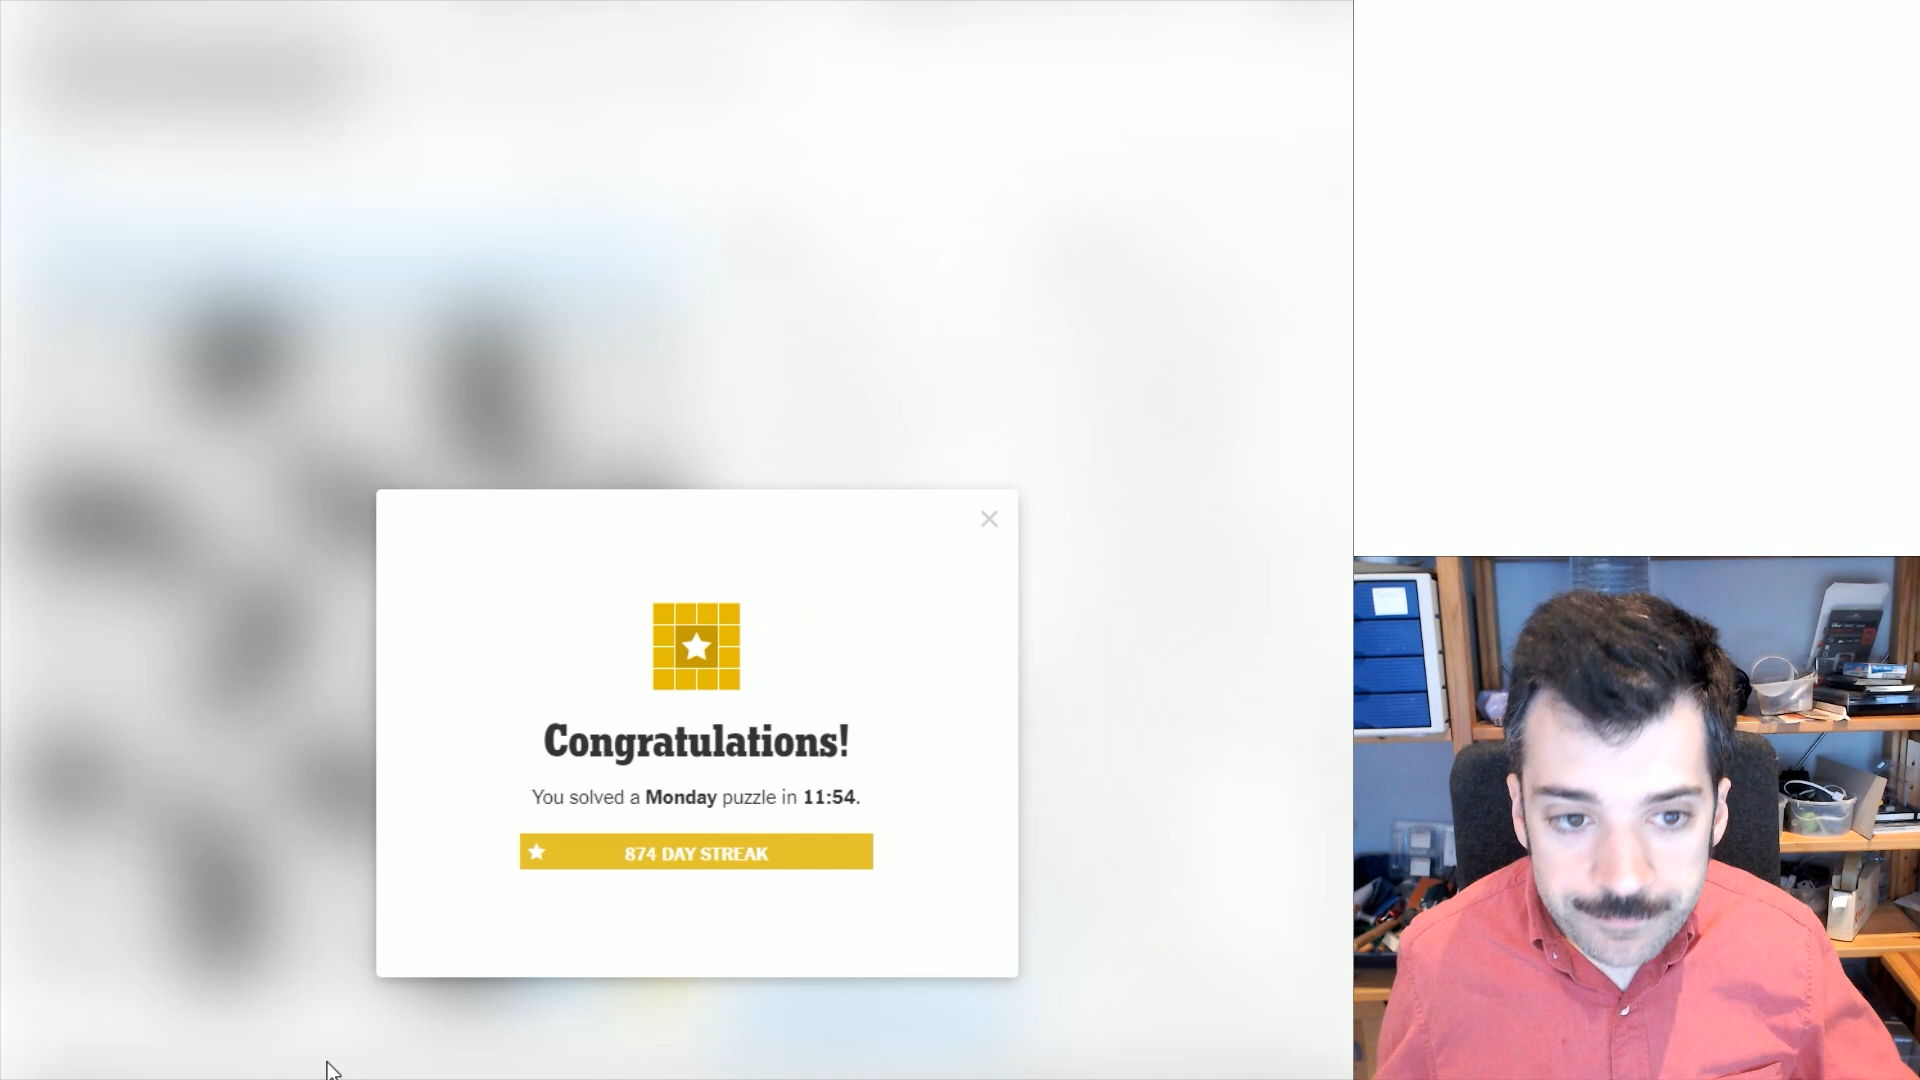 Congratulations!
You solved a Monday puzzle in 11:54.
874 DAY STREAK